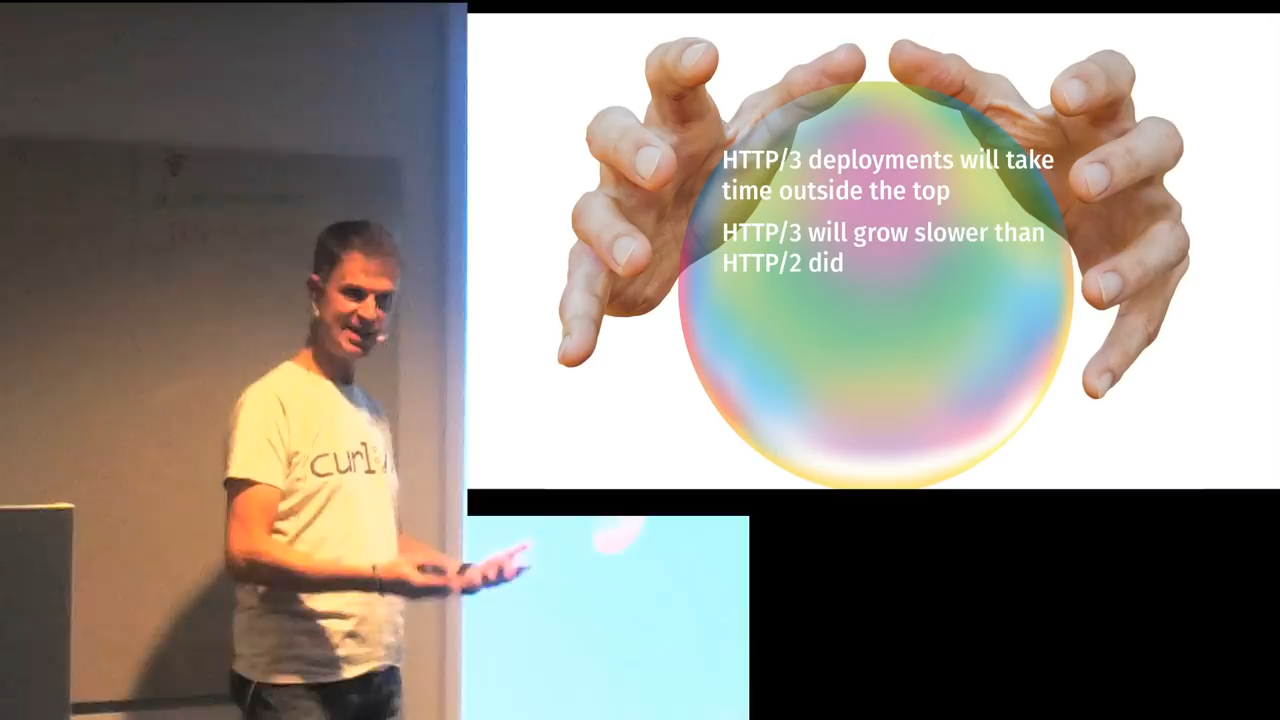 HTTP/3 deployments will take
time outside the top
HTTP/3 will grow slower than
HTTP/2 did
curl